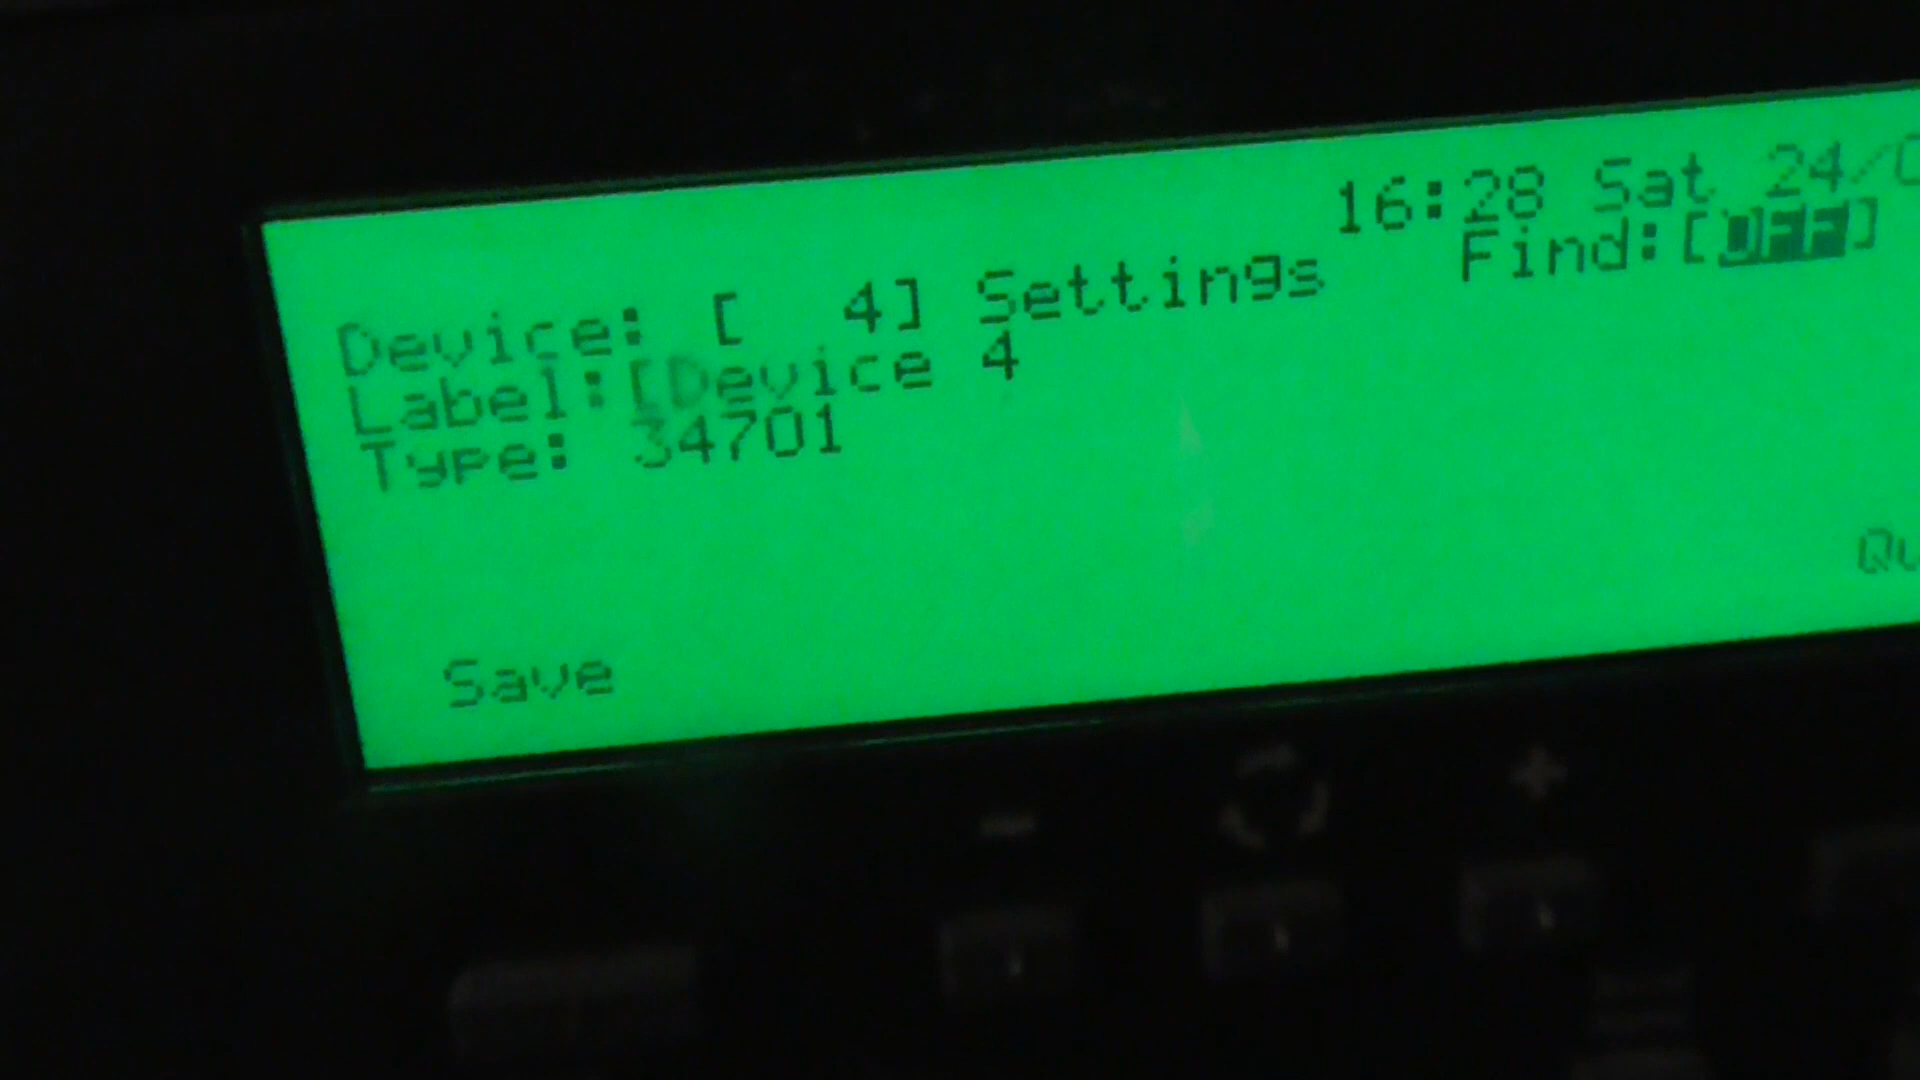 16:28 Sat 24/
Device: [  4] Settings Find:[OFF]
Label:[Device 4
Type: 34701
Save
-
+